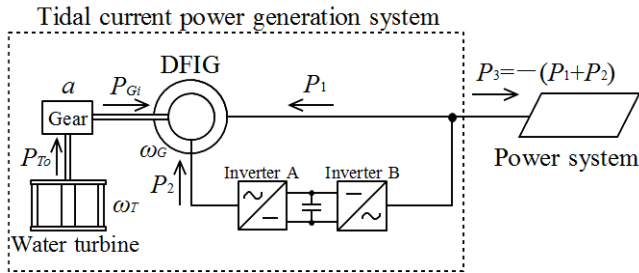 Tidal current power generation system
DFIG
a
P_Gi
P_1
P_3=−(P_1+P_2)
Gear
P_To
ω_G
P_2
Inverter A
Inverter B
Power system
ω_T
Water turbine